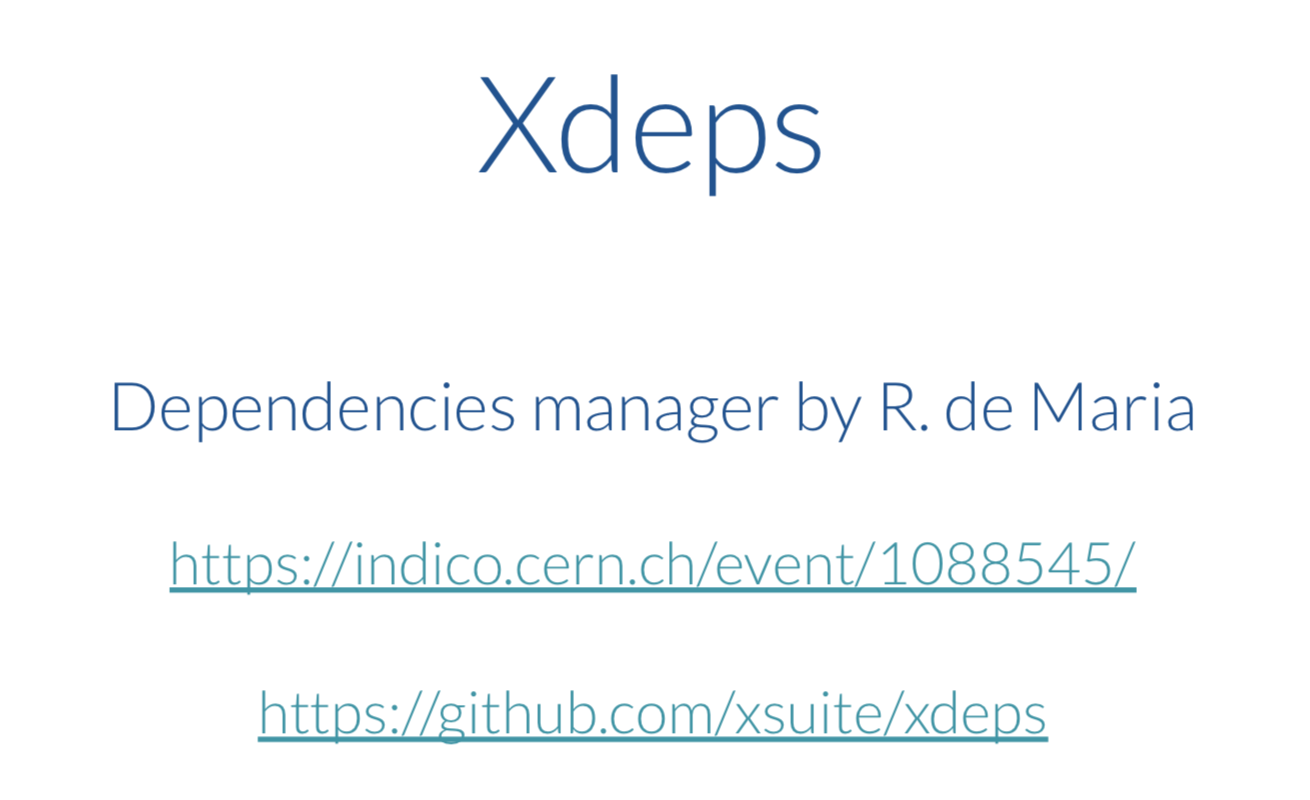 Xdeps
Dependencies manager by R. de Maria
https://indico.cern.ch/event/1088545/
https://github.com/xsuite/xdeps